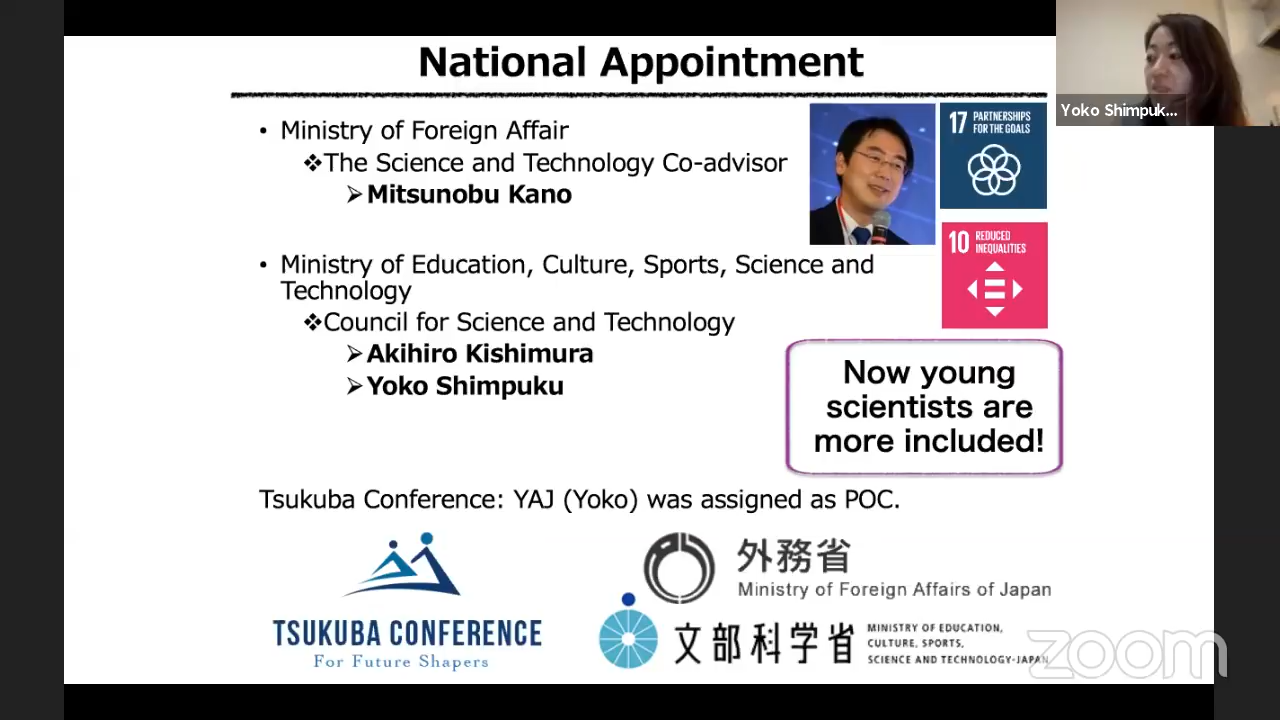 National Appointment
Yoko Shimpuk...
• Ministry of Foreign Affair
❖The Science and Technology Co-advisor
➢Mitsunobu Kano
17 PARTNERSHIPS
FOR THE GOALS
10 REDUCED
INEQUALITIES
• Ministry of Education, Culture, Sports, Science and
Technology
❖Council for Science and Technology
➢Akihiro Kishimura
➢Yoko Shimpuku
Now young
scientists are
more included!
Tsukuba Conference: YAJ (Yoko) was assigned as POC.
TSUKUBA CONFERENCE
For Future Shapers
外務省
Ministry of Foreign Affairs of Japan
文部科学省
MINISTRY OF EDUCATION,
CULTURE, SPORTS,
SCIENCE AND TECHNOLOGY-JAPAN
zoom